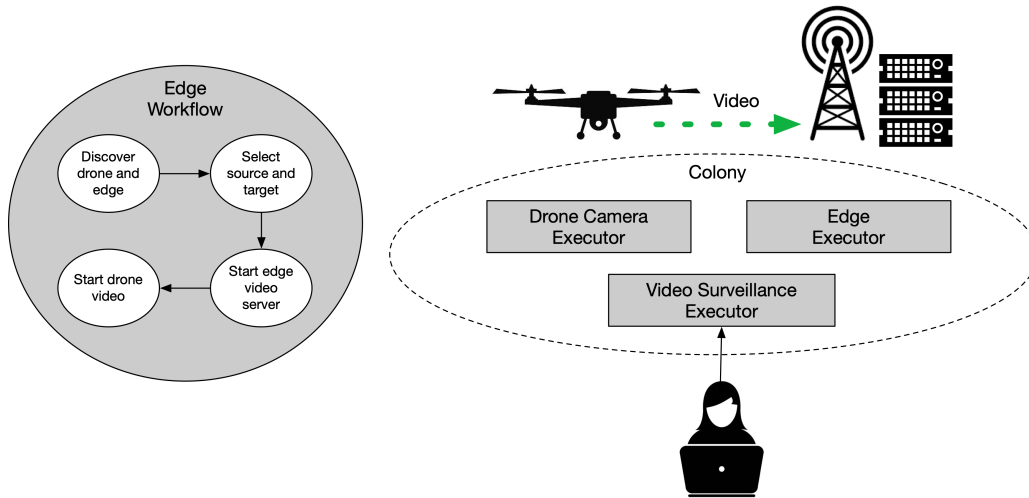 Edge
Workflow
Discover
drone and
edge
Select
source and
target
Start drone
video
Start edge
video
server
Video
Colony
Drone Camera
Executor
Edge
Executor
Video Surveillance
Executor